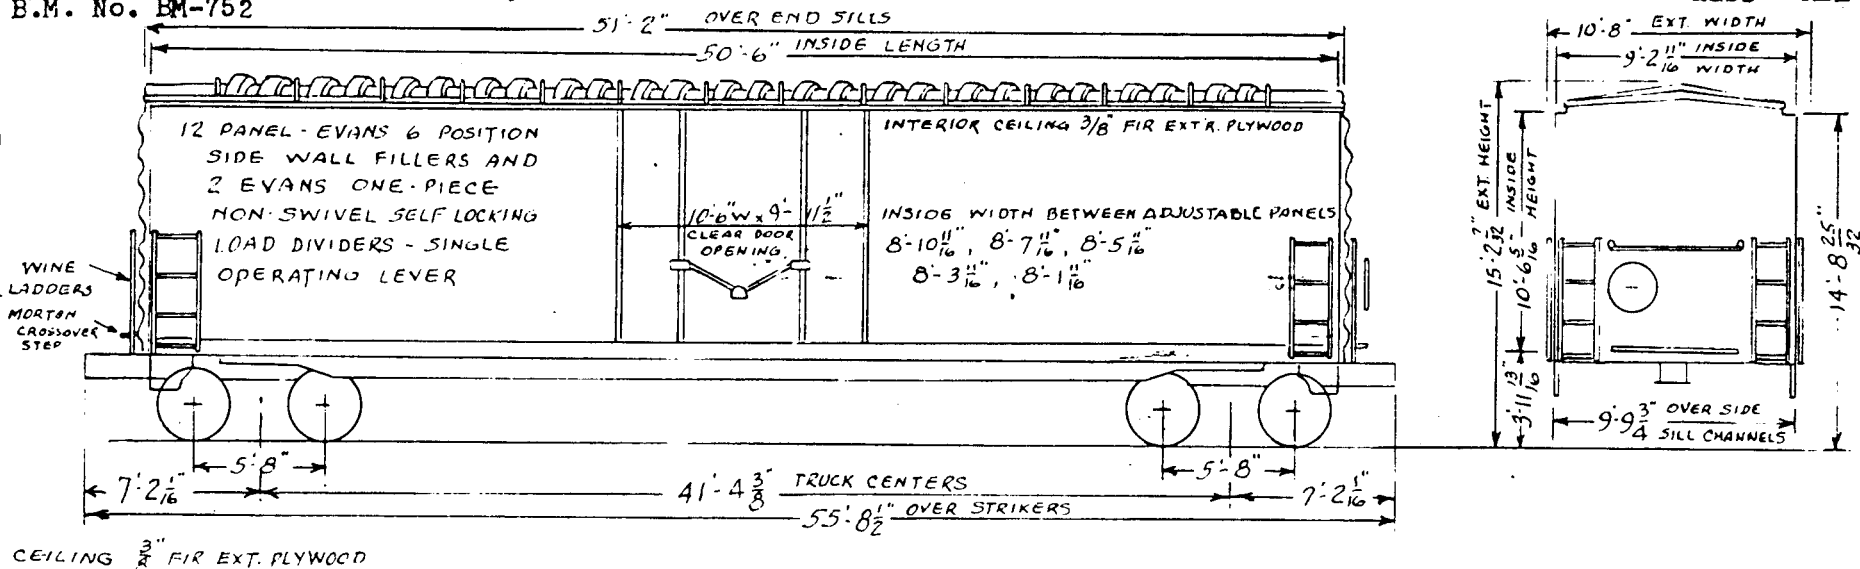 B.M. No. BM-752
51'-2" OVER END SILLS
50'-6" INSIDE LENGTH
12 PANEL - EVANS 6 POSITION
SIDE WALL FILLERS AND
2 EVANS ONE-PIECE
NON-SWIVEL SELF LOCKING
LOAD DIVIDERS - SINGLE
OPERATING LEVER
INTERIOR CEILING 3/8" FIR EXT'R. PLYWOOD
10'-6"W x 9'-11 1/2"
CLEAR DOOR
OPENING
INSIDE WIDTH BETWEEN ADJUSTABLE PANELS
8'-10 11/16", 8'-7 11/16", 8'-5 11/16"
8'-3 11/16", 8'-1 11/16"
WINE
LADDERS
MORTON
CROSSOVER
STEP
5'-8"
5'-8"
7'-2 1/16"
41'-4 3/8" TRUCK CENTERS
7'-2 1/16"
55'-8 1/2" OVER STRIKERS
CEILING 3/8" FIR EXT. PLYWOOD
10'-8" EXT. WIDTH
9'-2 11/16" INSIDE
WIDTH
15'-2 7/32" EXT. HEIGHT
10'-6 5/16" INSIDE
HEIGHT
3'-11 13/16"
14'-8 25/32"
9'-9 3/4" OVER SIDE
SILL CHANNELS